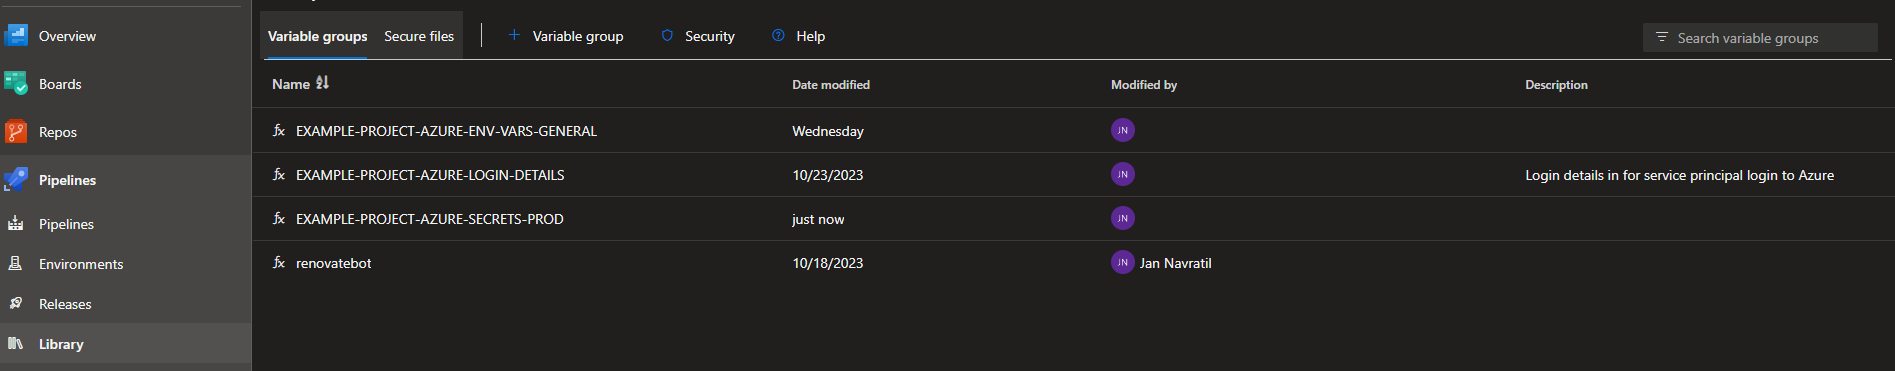 Overview
Boards
Repos
Pipelines
Pipelines
Environments
Releases
Library
Variable groups Secure files + Variable group Security Help Search variable groups
Name Date modified Modified by Description
EXAMPLE-PROJECT-AZURE-ENV-VARS-GENERAL Wednesday JN
EXAMPLE-PROJECT-AZURE-LOGIN-DETAILS 10/23/2023 JN Login details in for service principal login to Azure
EXAMPLE-PROJECT-AZURE-SECRETS-PROD just now JN
renovatebot 10/18/2023 JN Jan Navratil